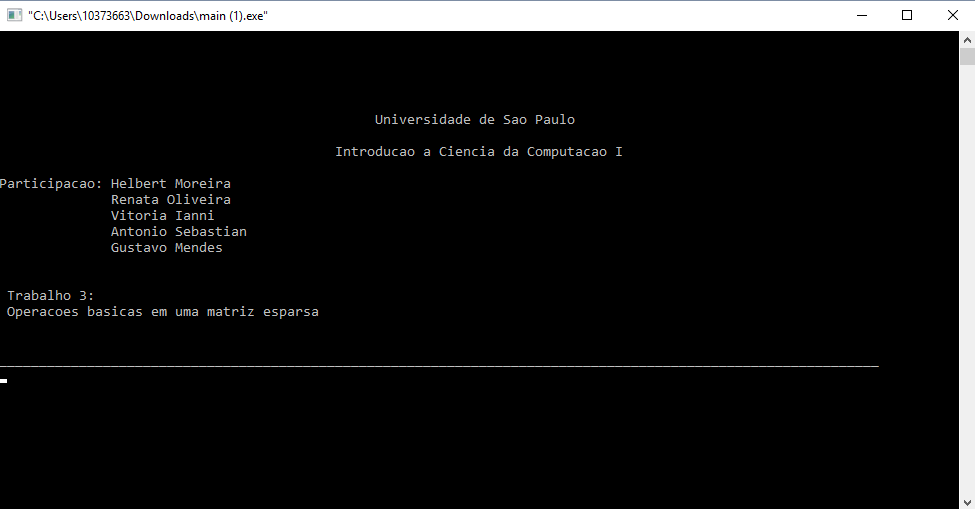 "C:\Users\10373663\Downloads\main (1).exe"
Universidade de Sao Paulo
Introducao a Ciencia da Computacao I
Participacao: Helbert Moreira
Renata Oliveira
Vitoria Ianni
Antonio Sebastian
Gustavo Mendes
Trabalho 3:
Operacoes basicas em uma matriz esparsa